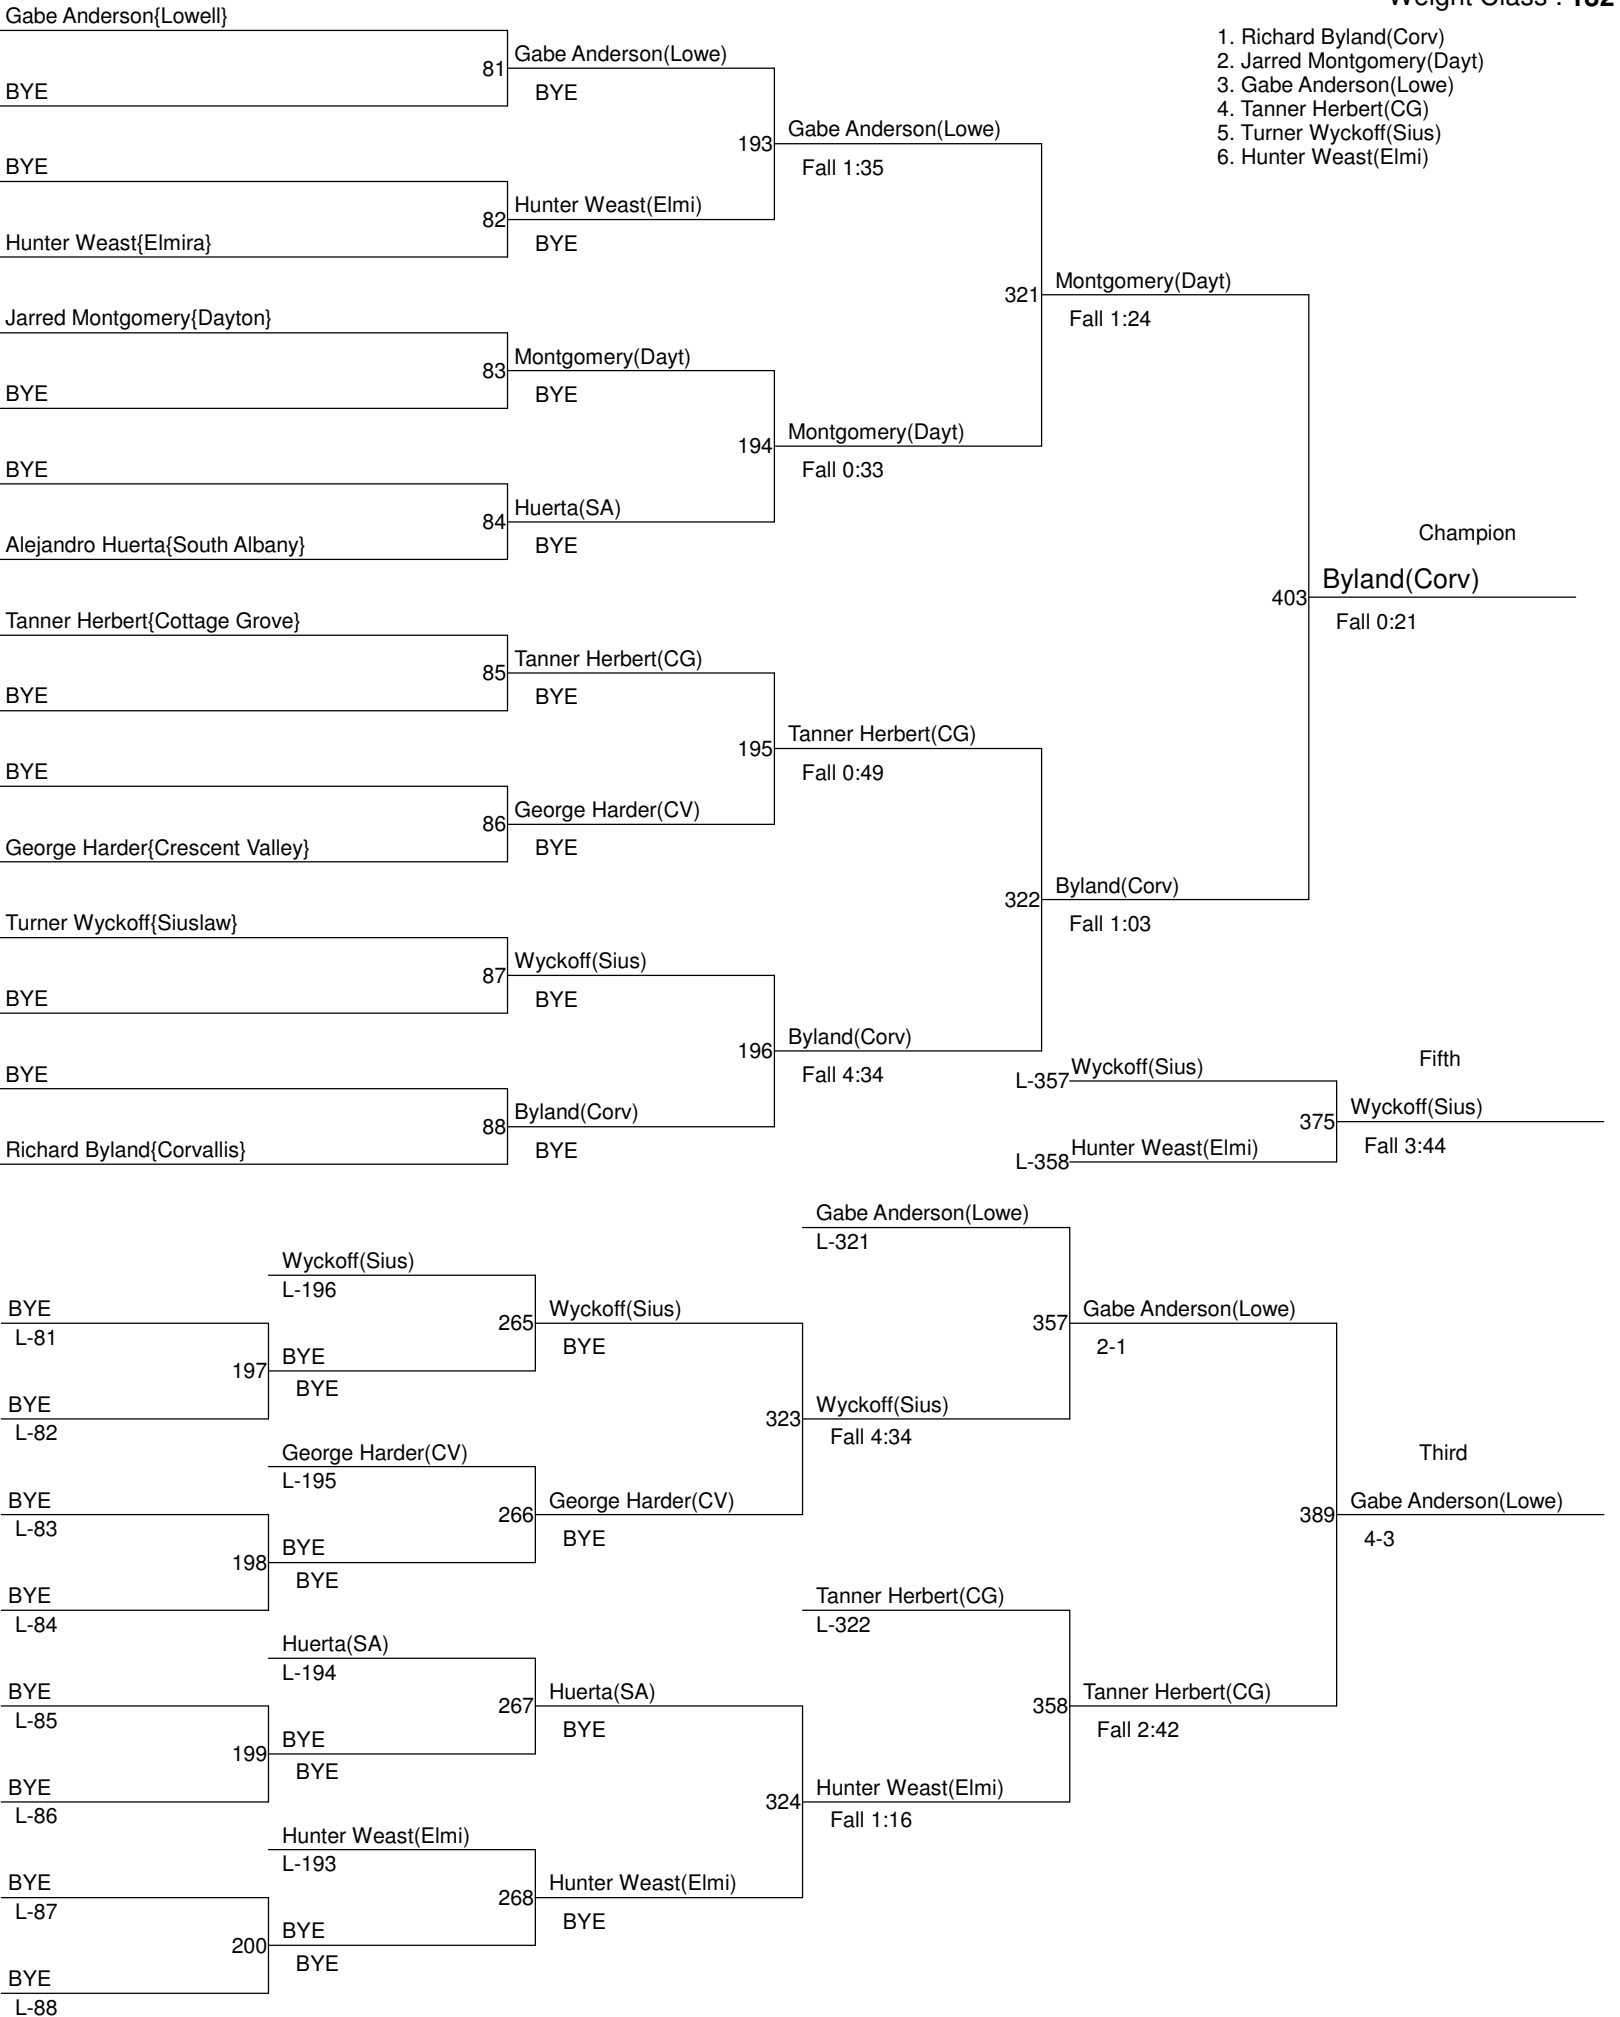 Weight Class : 182
1. Richard Byland(Corv)
2. Jarred Montgomery(Dayt)
3. Gabe Anderson(Lowe)
4. Tanner Herbert(CG)
5. Turner Wyckoff(Sius)
6. Hunter Weast(Elmi)
Gabe Anderson{Lowell}
81
BYE
Gabe Anderson(Lowe)
BYE
BYE
82
Hunter Weast{Elmira}
Hunter Weast(Elmi)
BYE
193
Gabe Anderson(Lowe)
Fall 1:35
Jarred Montgomery{Dayton}
83
BYE
Montgomery(Dayt)
BYE
BYE
84
Alejandro Huerta{South Albany}
Huerta(SA)
BYE
194
Montgomery(Dayt)
Fall 0:33
321
Montgomery(Dayt)
Fall 1:24
Tanner Herbert{Cottage Grove}
85
BYE
Tanner Herbert(CG)
BYE
BYE
86
George Harder{Crescent Valley}
George Harder(CV)
BYE
195
Tanner Herbert(CG)
Fall 0:49
Turner Wyckoff{Siuslaw}
87
BYE
Wyckoff(Sius)
BYE
BYE
88
Richard Byland{Corvallis}
Byland(Corv)
BYE
196
Byland(Corv)
Fall 4:34
322
Byland(Corv)
Fall 1:03
Champion
403
Byland(Corv)
Fall 0:21
Fifth
L-357
Wyckoff(Sius)
L-358
Hunter Weast(Elmi)
375
Wyckoff(Sius)
Fall 3:44
BYE
L-81
197
BYE
L-82
Wyckoff(Sius)
L-196
265
BYE
BYE
Wyckoff(Sius)
BYE
BYE
L-83
198
BYE
L-84
George Harder(CV)
L-195
266
BYE
BYE
George Harder(CV)
BYE
323
Wyckoff(Sius)
Fall 4:34
Gabe Anderson(Lowe)
L-321
357
Gabe Anderson(Lowe)
2-1
BYE
L-85
199
BYE
L-86
Huerta(SA)
L-194
267
BYE
BYE
Huerta(SA)
BYE
BYE
L-87
200
BYE
L-88
Hunter Weast(Elmi)
L-193
268
BYE
BYE
Hunter Weast(Elmi)
BYE
324
Hunter Weast(Elmi)
Fall 1:16
Tanner Herbert(CG)
L-322
358
Tanner Herbert(CG)
Fall 2:42
Third
389
Gabe Anderson(Lowe)
4-3